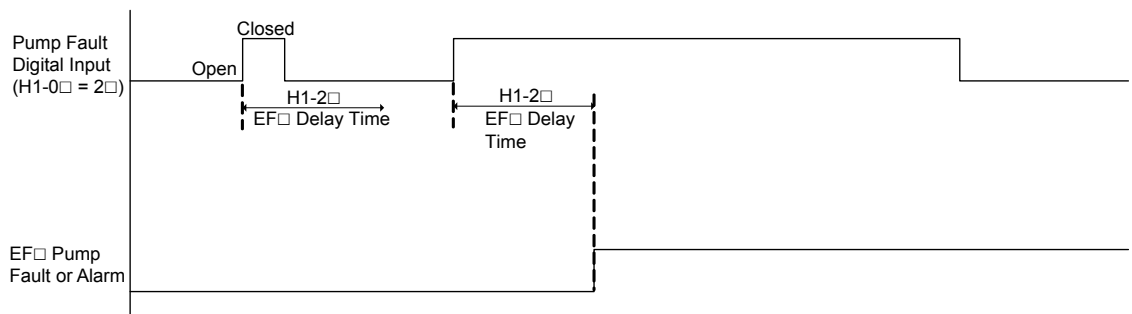 Closed
Pump Fault
Digital Input
(H1-0□ = 2□)
Open
H1-2□
EF□ Delay Time
H1-2□
EF□ Delay
Time
EF□ Pump
Fault or Alarm